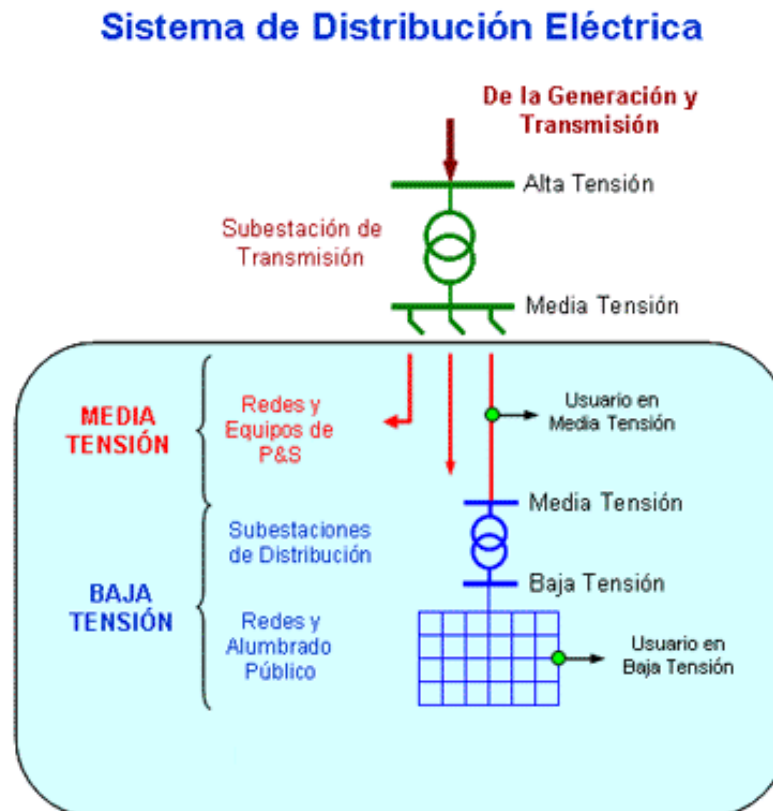 Sistema de Distribución Eléctrica
De la Generación y
Transmisión
Alta Tensión
Subestación de
Transmisión
Media Tensión
MEDIA
TENSIÓN
Redes y
Equipos de
P&S
Usuario en
Media Tensión
Media Tensión
Subestaciones
de Distribución
Baja Tensión
BAJA
TENSIÓN
Redes y
Alumbrado
Público
Usuario en
Baja Tensión